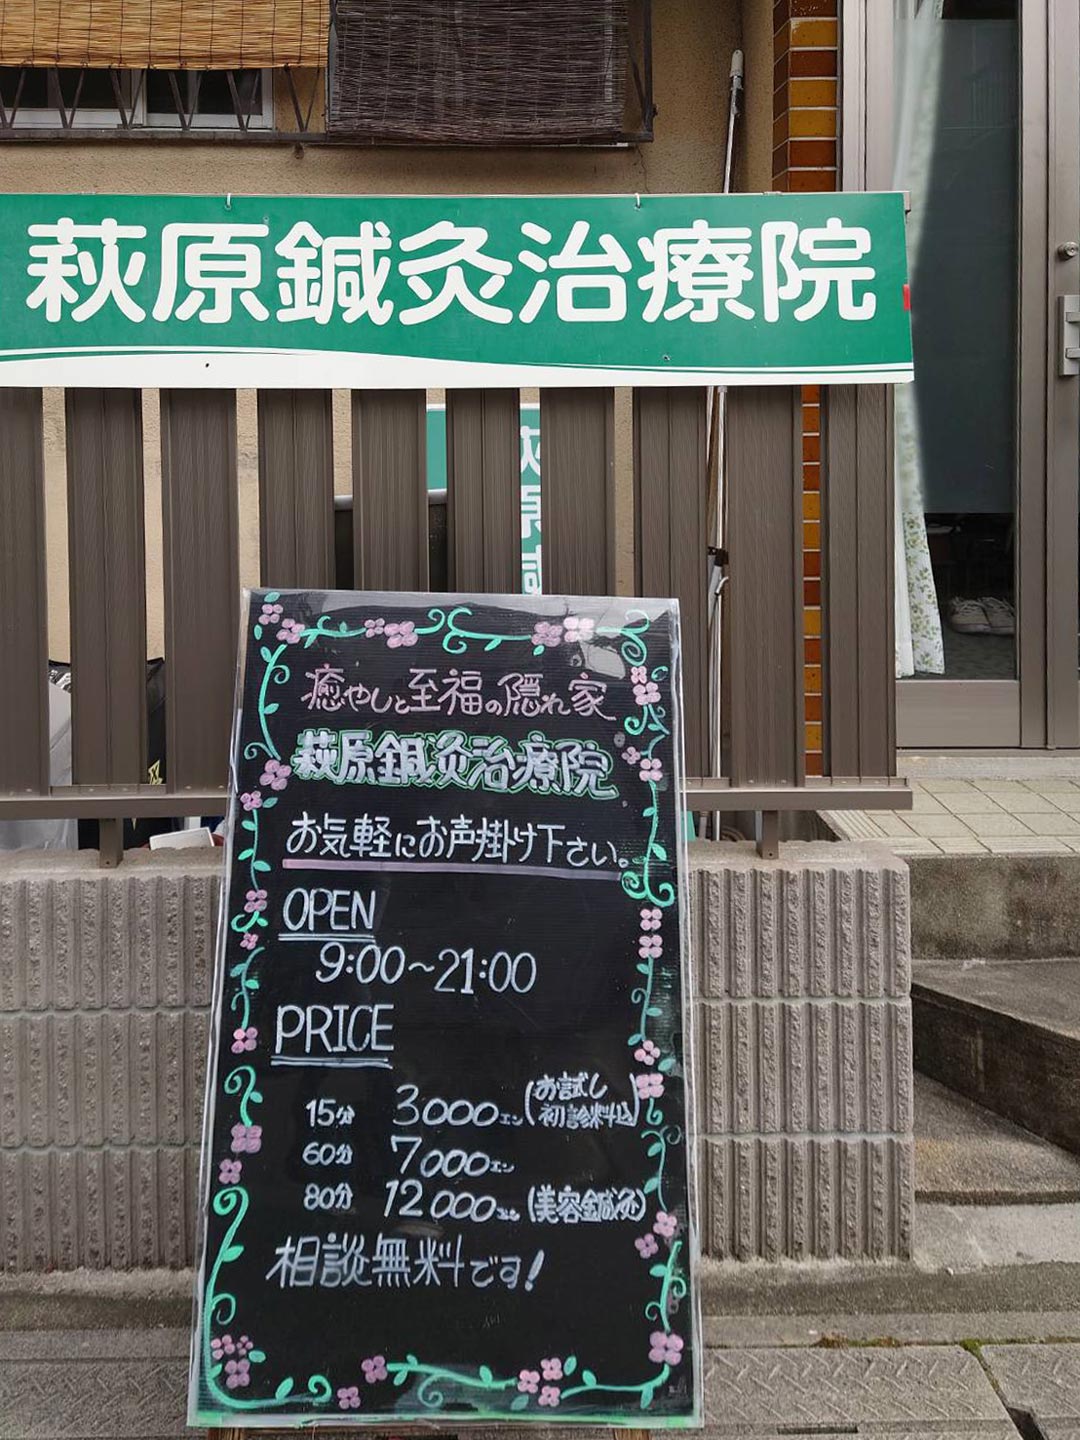 萩原鍼灸治療院
萩原
癒やしと至福の隠れ家
萩原鍼灸治療院
お気軽にお声掛け下さい。
OPEN
9:00~21:00
PRICE
15分 3000エン(お試し
初診料込)
60分 7000エン
80分 12000エン(美容鍼灸)
相談無料です!